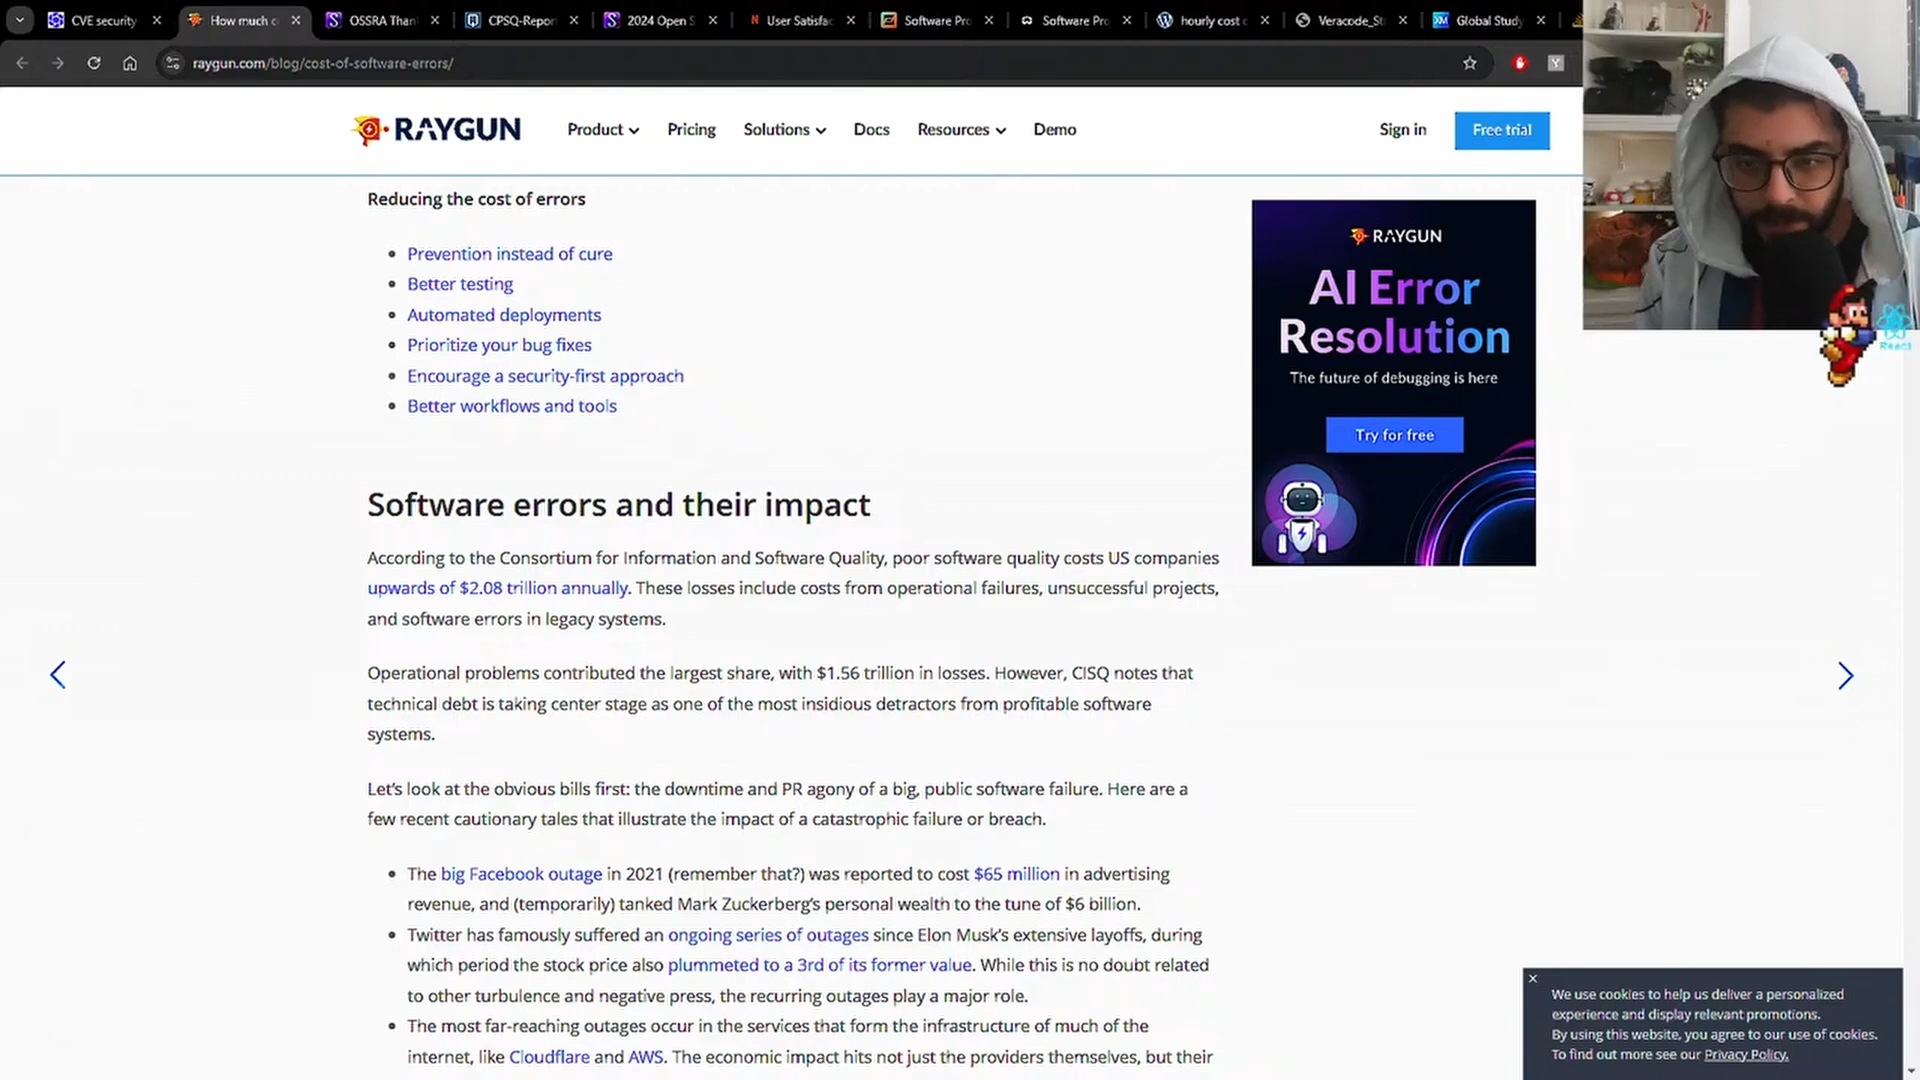 CVE security
How much c
OSSRA Than
CPSQ-Repor
2024 Open S
User Satisfac
Software Pro
Software Pro
hourly cost c
Veracode_St
Global Study
raygun.com/blog/cost-of-software-errors/
RAYGUN
Product
Pricing
Solutions
Docs
Resources
Demo
Sign in
Free trial
Reducing the cost of errors
Prevention instead of cure
Better testing
Automated deployments
Prioritize your bug fixes
Encourage a security-first approach
Better workflows and tools
RAYGUN
AI Error
Resolution
The future of debugging is here
Try for free
React
Software errors and their impact
According to the Consortium for Information and Software Quality, poor software quality costs US companies
upwards of $2.08 trillion annually. These losses include costs from operational failures, unsuccessful projects,
and software errors in legacy systems.
Operational problems contributed the largest share, with $1.56 trillion in losses. However, CISQ notes that
technical debt is taking center stage as one of the most insidious detractors from profitable software
systems.
Let's look at the obvious bills first: the downtime and PR agony of a big, public software failure. Here are a
few recent cautionary tales that illustrate the impact of a catastrophic failure or breach.
The big Facebook outage in 2021 (remember that?) was reported to cost $65 million in advertising
revenue, and (temporarily) tanked Mark Zuckerberg's personal wealth to the tune of $6 billion.
Twitter has famously suffered an ongoing series of outages since Elon Musk's extensive layoffs, during
which period the stock price also plummeted to a 3rd of its former value. While this is no doubt related
to other turbulence and negative press, the recurring outages play a major role.
The most far-reaching outages occur in the services that form the infrastructure of much of the
internet, like Cloudflare and AWS. The economic impact hits not just the providers themselves, but their
We use cookies to help us deliver a personalized
experience and display relevant promotions.
By using this website, you agree to our use of cookies.
To find out more see our Privacy Policy.